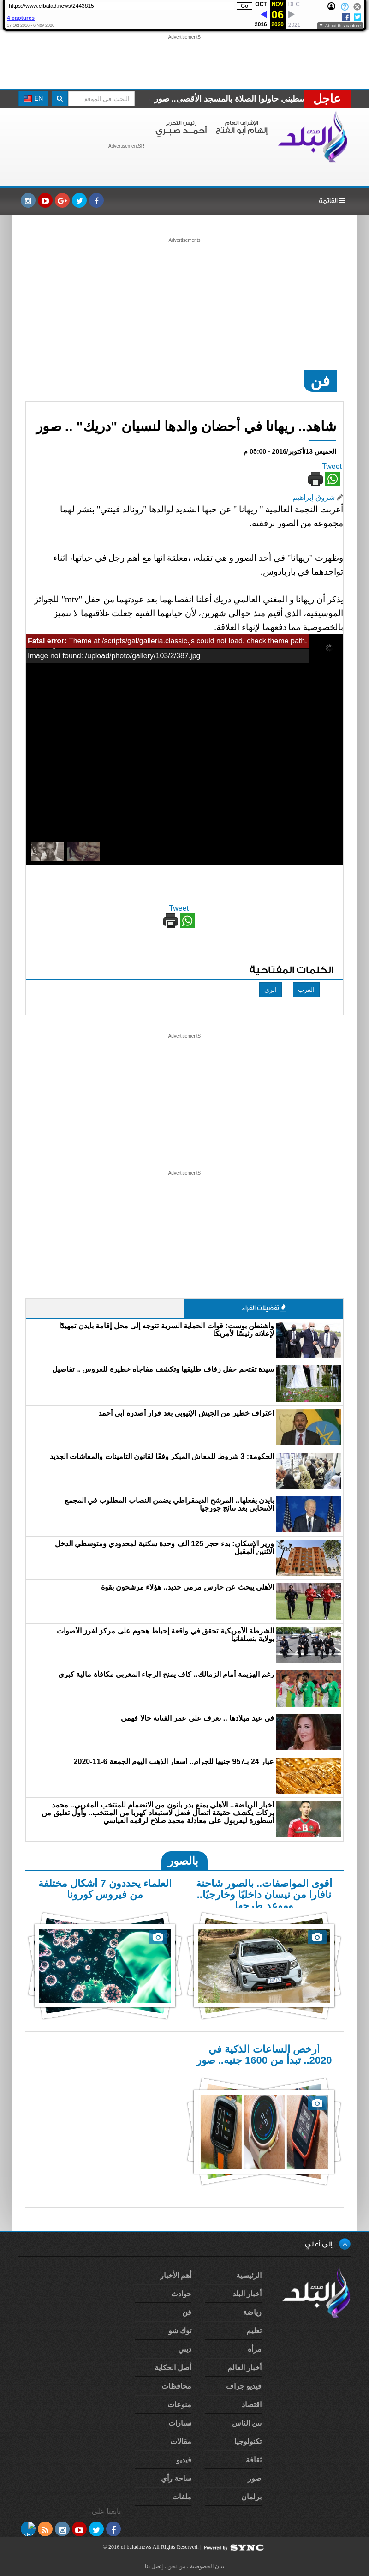 https://www.elbalad.news/2443815
Go
OCT NOV DEC
06
2016 2020 2021
4 captures
17 Oct 2016 - 6 Nov 2020
About this capture
AdvertisementS
عاجل
سطيني حاولوا الصلاة بالمسجد الأقصى.. صور
البحث فى الموقع
EN
صدى البلد
الإشراف العام
إلهام أبو الفتح
رئيس التحرير
أحمـد صبـري
AdvertisementSR
القائمة
Advertisements
فن
شاهد.. ريهانا في أحضان والدها لنسيان "دريك" .. صور
الخميس 13/أكتوبر/2016 - 05:00 م
Tweet
شروق إبراهيم
أعربت النجمة العالمية " ريهانا " عن حبها الشديد لوالدها "رونالد فينتي" بنشر لهما مجموعة من الصور برفقته.
وظهرت "ريهانا" في أحد الصور و هي تقبله ،معلقة انها مع أهم رجل في حياتها، اثناء تواجدهما في باربادوس.
يذكر أن ريهانا و المغني العالمي دريك أعلنا انفصالهما بعد عودتهما من حفل "mtv" للجوائز الموسيقية، الذي أقيم منذ حوالي شهرين، لأن حياتهما الفنية جعلت علاقتهما لا تتميز بالخصوصية مما دفعهما لإنهاء العلاقة.
Fatal error: Theme at /scripts/gal/galleria.classic.js could not load, check theme path.
Image not found: /upload/photo/gallery/103/2/387.jpg
Tweet
الكلمات المفتاحية
الغرب
الري
AdvertisementS
AdvertisementS
تفضيلات القراء
واشنطن بوست: قوات الحماية السرية تتوجه إلى محل إقامة بايدن تمهيدًا لإعلانه رئيسًا لأمريكا
سيدة تقتحم حفل زفاف طليقها وتكشف مفاجاه خطيرة للعروس .. تفاصيل
اعتراف خطير من الجيش الإثيوبي بعد قرار أصدره ابي أحمد
الحكومة: 3 شروط للمعاش المبكر وفقًا لقانون التأمينات والمعاشات الجديد
بايدن يفعلها.. المرشح الديمقراطي يضمن النصاب المطلوب في المجمع الانتخابي بعد نتائج جورجيا
وزير الإسكان: بدء حجز 125 ألف وحدة سكنية لمحدودي ومتوسطي الدخل الاثنين المقبل
الأهلي يبحث عن حارس مرمي جديد.. هؤلاء مرشحون بقوة
الشرطة الأمريكية تحقق في واقعة إحباط هجوم على مركز لفرز الأصوات بولاية بنسلفانيا
رغم الهزيمة أمام الزمالك.. كاف يمنح الرجاء المغربى مكافأة مالية كبرى
في عيد ميلادها .. تعرف على عمر الفنانة جالا فهمي
عيار 24 بـ957 جنيها للجرام.. أسعار الذهب اليوم الجمعة 6-11-2020
أخبار الرياضة.. الأهلي يمنع بدر بانون من الانضمام للمنتخب المغربي.. محمد بركات يكشف حقيقة اتصال فضل لاستبعاد كهربا من المنتخب.. وأول تعليق من أسطورة ليفربول على معادلة محمد صلاح لرقمه القياسي
بالصور
أقوى المواصفات.. بالصور شاحنة نافارا من نيسان داخليًا وخارجيًا.. وموعد طرحها
العلماء يحددون 7 أشكال مختلفة من فيروس كورونا
أرخص الساعات الذكية في 2020.. تبدأ من 1600 جنيه.. صور
إلى أعلي
صدى البلد
الرئيسية
أهم الأخبار
أخبار البلد
حوادث
رياضة
فن
تعليم
توك شو
مرأة
ديني
أخبار العالم
أصل الحكاية
فيديو جراف
محافظات
اقتصاد
منوعات
بين الناس
سيارات
تكنولوجيا
مقالات
ثقافة
فيديو
صور
ساحة رأي
برلمان
ملفات
تابعنا على
© 2016 el-balad.news All Rights Reserved. | Powered by SYNC
بيان الخصوصية . من نحن . إتصل بنا